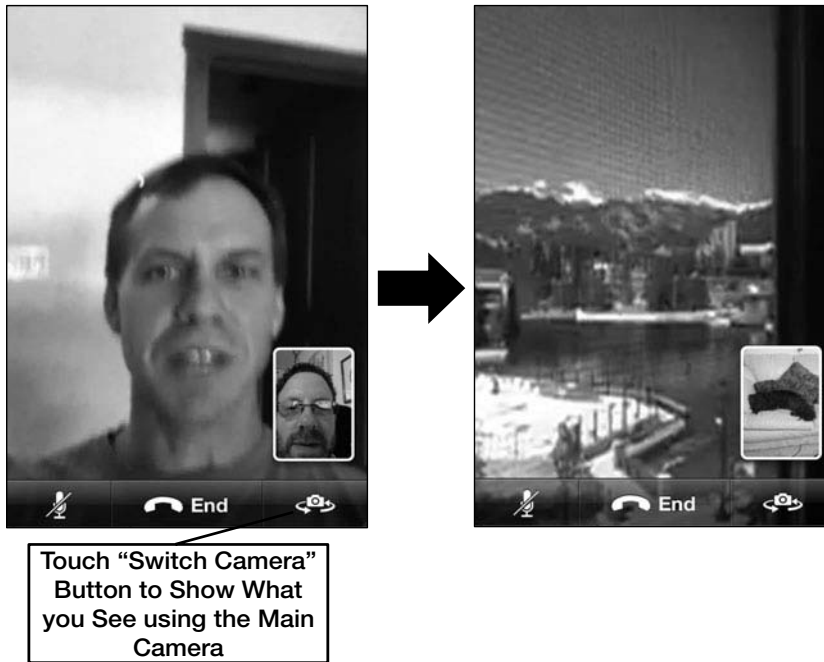 End
End
Touch “Switch Camera”
Button to Show What
you See using the Main
Camera